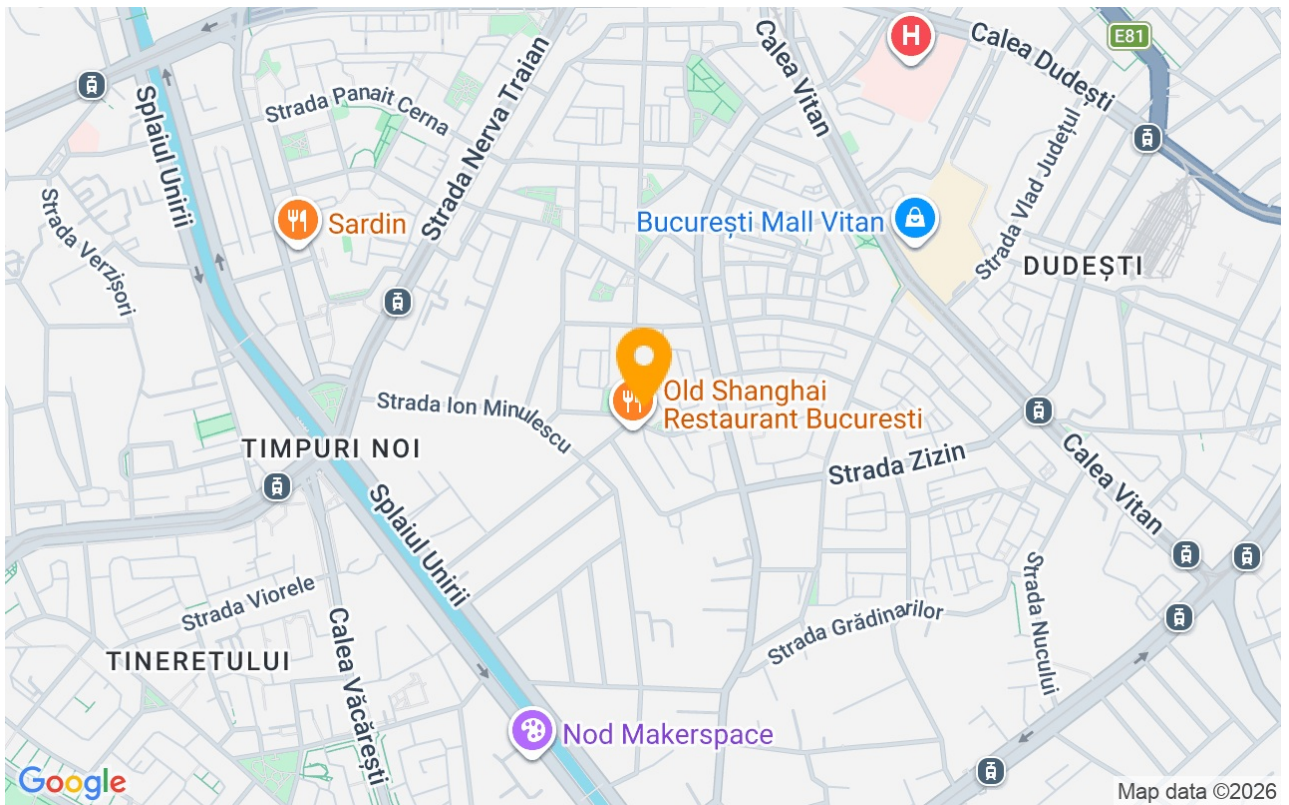 Calea Vitan
H
Calea Dudești
E81
Strada Panait Cerna
Splaiul Unirii
Strada Nerva Traian
Strada Vlad Județul
Strada Verzișori
Sardin
București Mall Vitan
DUDEȘTI
Old Shanghai
Restaurant Bucuresti
Strada Ion Minulescu
TIMPURI NOI
Strada Zizin
Calea Vitan
Splaiul Unirii
Strada Viorele
Calea Văcărești
Strada Grădinarilor
Strada Nucului
TINERETULUI
Nod Makerspace
Google
Map data ©2026